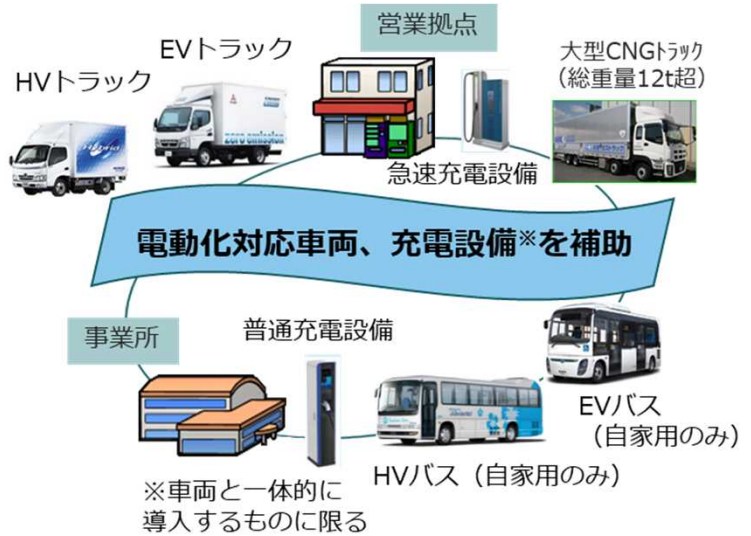 営業拠点
EVトラック
HVトラック
大型CNGトラック
（総重量12t超）
Hybrid
zero emission
急速充電設備
電動化対応車両、充電設備※を補助
事業所
普通充電設備
EVバス
（自家用のみ）
HVバス（自家用のみ）
※車両と一体的に
導入するものに限る